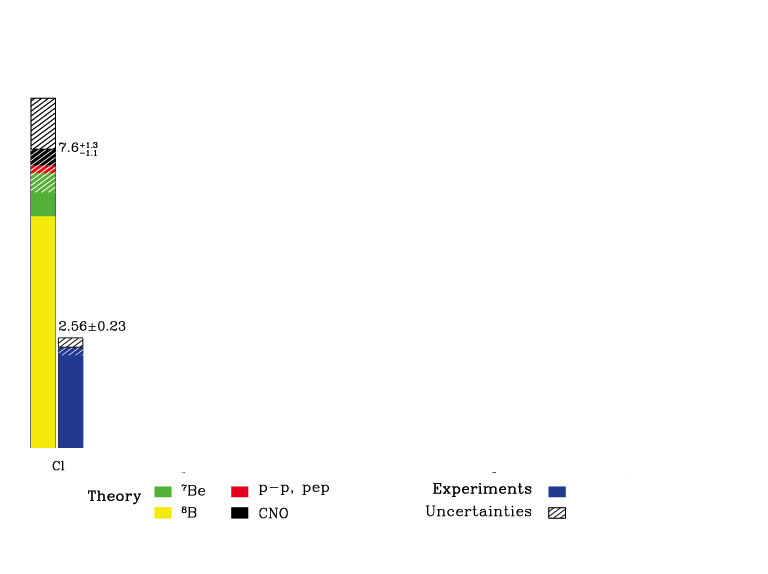 7.6+1.3−1.1
2.56±0.23
Cl
Theory ⁷Be p−p, pep Experiments
⁸B CNO Uncertainties